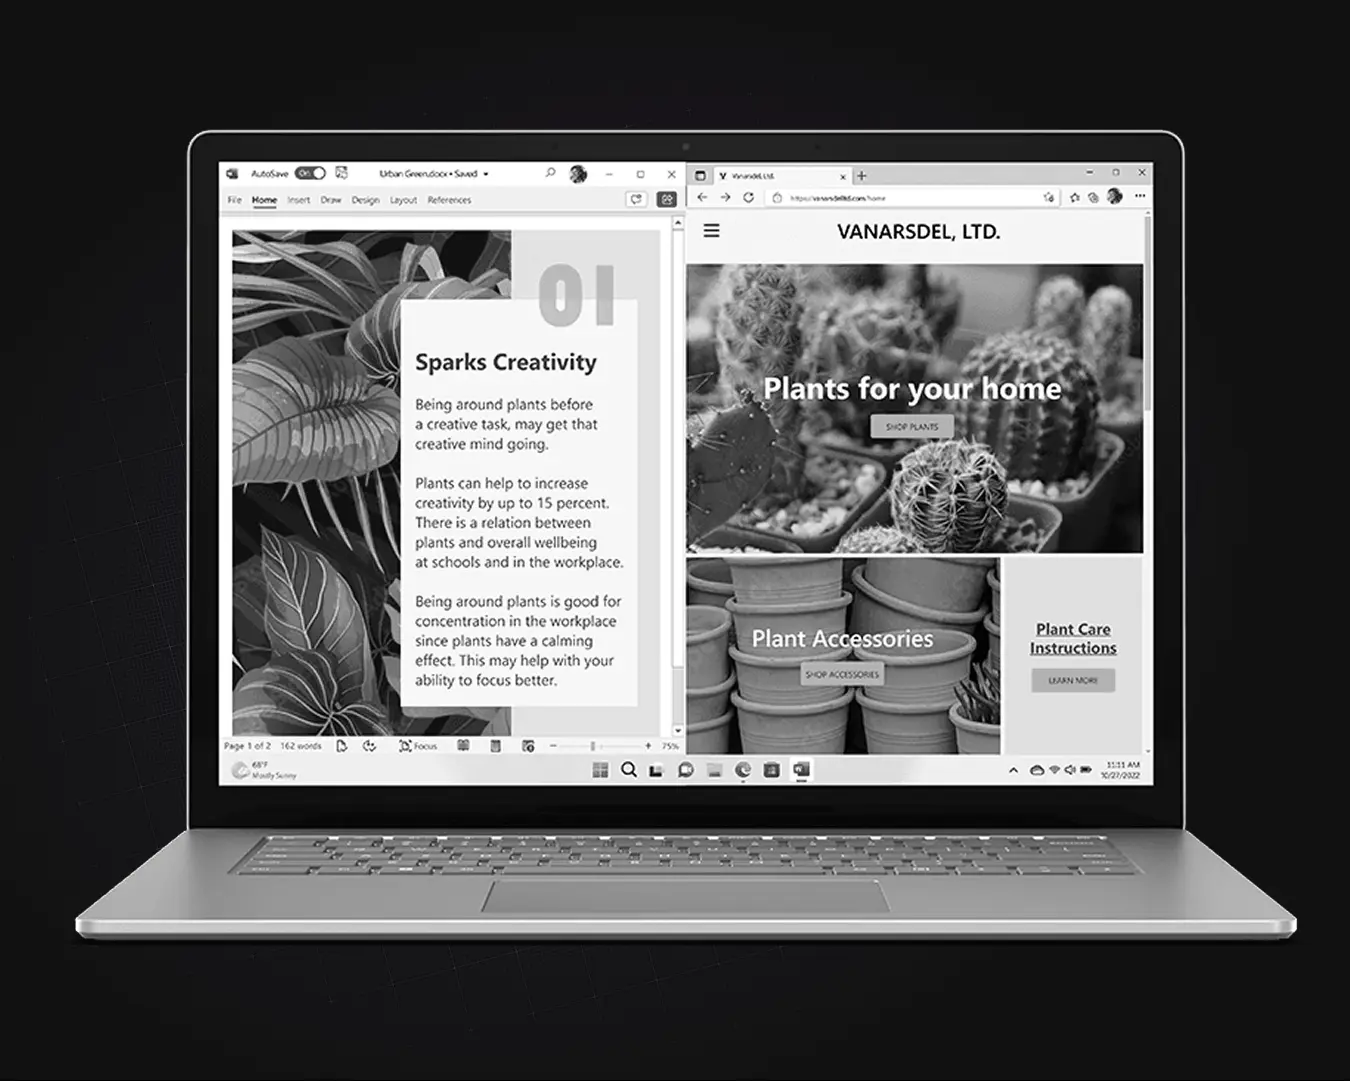 AutoSave On Urban Green.docx • Saved
File Home Insert Draw Design Layout References
01
Sparks Creativity
Being around plants before
a creative task, may get that
creative mind going.
Plants can help to increase
creativity by up to 15 percent.
There is a relation between
plants and overall wellbeing
at schools and in the workplace.
Being around plants is good for
concentration in the workplace
since plants have a calming
effect. This may help with your
ability to focus better.
Page 1 of 2 162 words Focus 75%
Vanarsdel, Ltd.
https://vanarsdelltd.com/home
VANARSDEL, LTD.
Plants for your home
SHOP PLANTS
Plant Accessories
SHOP ACCESSORIES
Plant Care
Instructions
LEARN MORE
68°F
Mostly Sunny
11:11 AM
10/27/2022